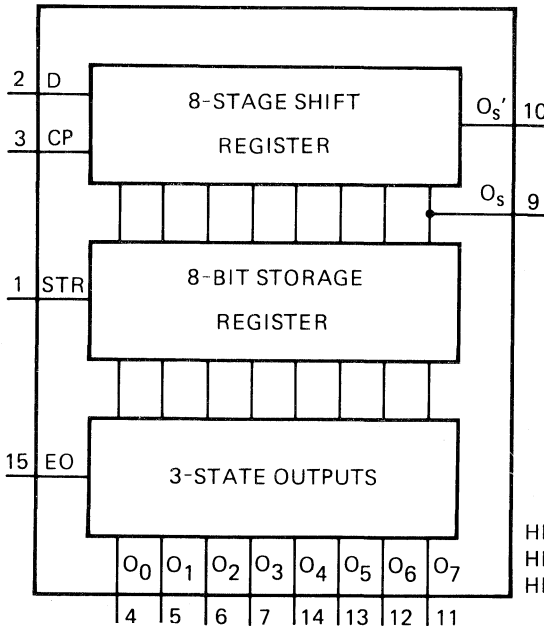 2 D
8-STAGE SHIFT
REGISTER
Os' 10
3 CP
Os 9
8-BIT STORAGE
REGISTER
1 STR
15 EO
3-STATE OUTPUTS
O0 O1 O2 O3 O4 O5 O6 O7
4 5 6 7 14 13 12 11